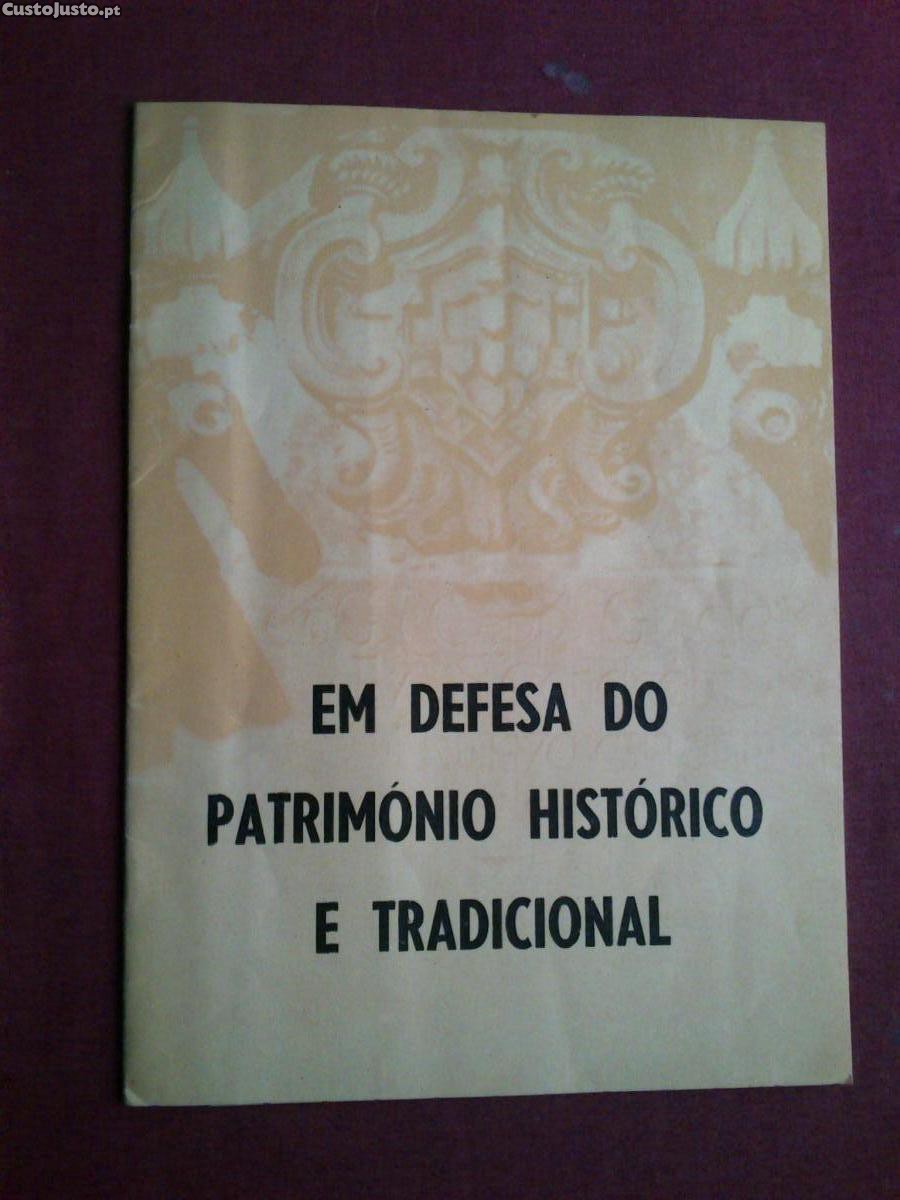 CustoJusto.pt
EM DEFESA DO
PATRIMÓNIO HISTÓRICO
E TRADICIONAL